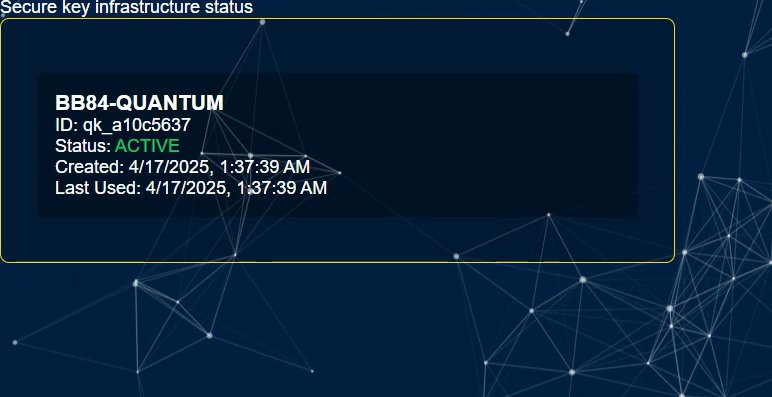 Secure key infrastructure status
BB84-QUANTUM
ID: qk_a10c5637
Status: ACTIVE
Created: 4/17/2025, 1:37:39 AM
Last Used: 4/17/2025, 1:37:39 AM